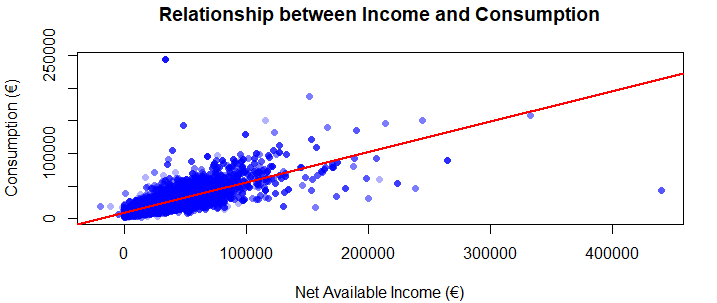 Relationship between Income and Consumption
Consumption (€)
250000
100000
0
0 100000 200000 300000 400000
Net Available Income (€)